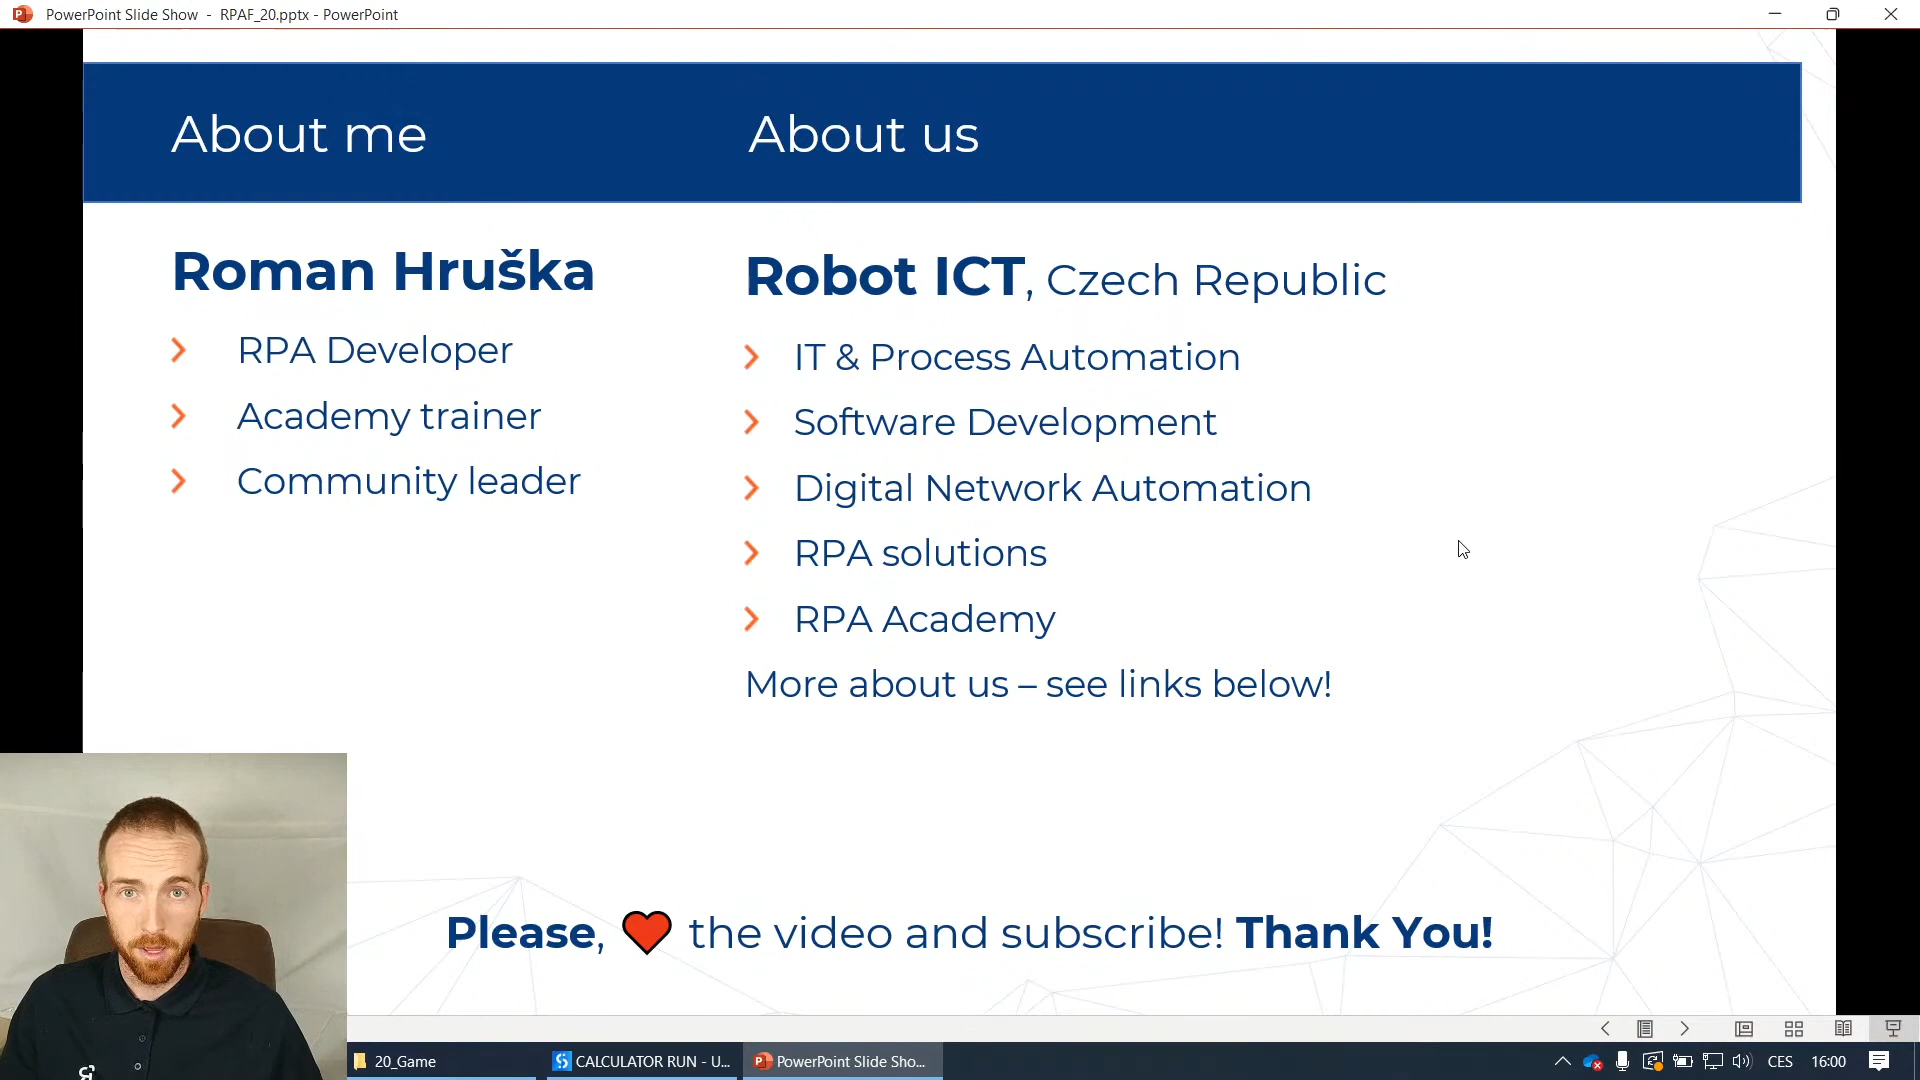 PowerPoint Slide Show - RPAF_20.pptx - PowerPoint
About me
About us
Roman Hruška
RPA Developer
Academy trainer
Community leader
Robot ICT, Czech Republic
IT & Process Automation
Software Development
Digital Network Automation
RPA solutions
RPA Academy
More about us – see links below!
Please, ❤ the video and subscribe! Thank You!
20_Game
CALCULATOR RUN - U...
PowerPoint Slide Sho...
CES
16:00